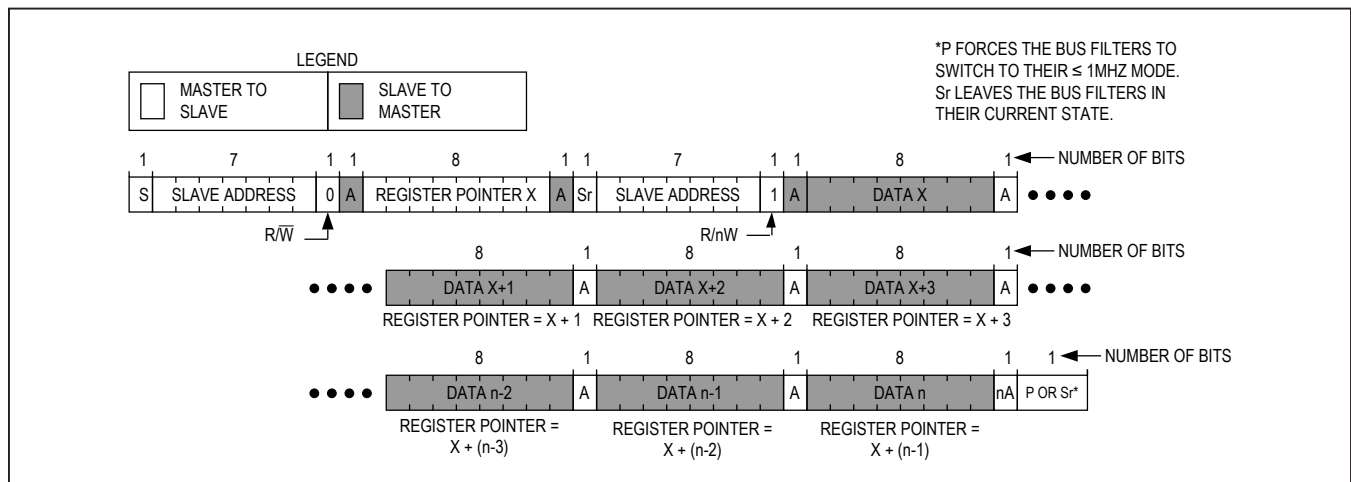 LEGEND
MASTER TO
SLAVE
SLAVE TO
MASTER
*P FORCES THE BUS FILTERS TO
SWITCH TO THEIR ≤ 1MHZ MODE.
Sr LEAVES THE BUS FILTERS IN
THEIR CURRENT STATE.
1 7 1 1 8 1 1 7 1 1 8 1 NUMBER OF BITS
S SLAVE ADDRESS 0 A REGISTER POINTER X A Sr SLAVE ADDRESS 1 A DATA X A
R/W̅ R/nW
8 1 8 1 8 1 NUMBER OF BITS
DATA X+1 A DATA X+2 A DATA X+3 A
REGISTER POINTER = X + 1 REGISTER POINTER = X + 2 REGISTER POINTER = X + 3
8 1 8 1 8 1 1 NUMBER OF BITS
DATA n-2 A DATA n-1 A DATA n nA P OR Sr*
REGISTER POINTER = REGISTER POINTER = REGISTER POINTER =
X + (n-3) X + (n-2) X + (n-1)